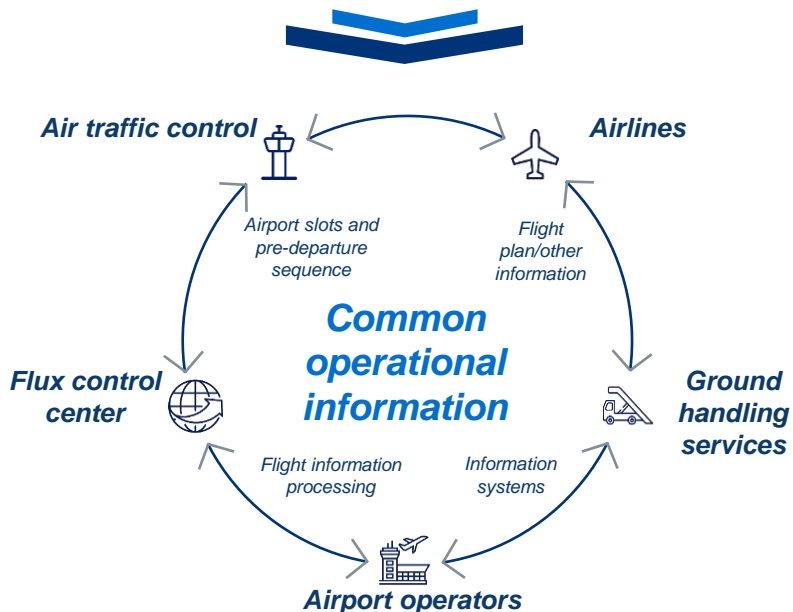 Air traffic control
Airlines
Airport slots and
pre-departure
sequence
Flight
plan/other
information
Common
operational
information
Flux control
center
Ground
handling
services
Flight information
processing
Information
systems
Airport operators